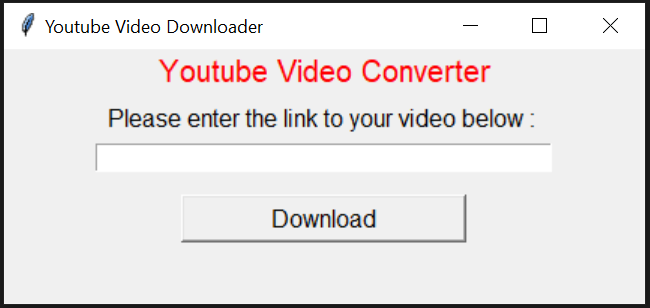 Youtube Video Downloader
Youtube Video Converter
Please enter the link to your video below :
Download